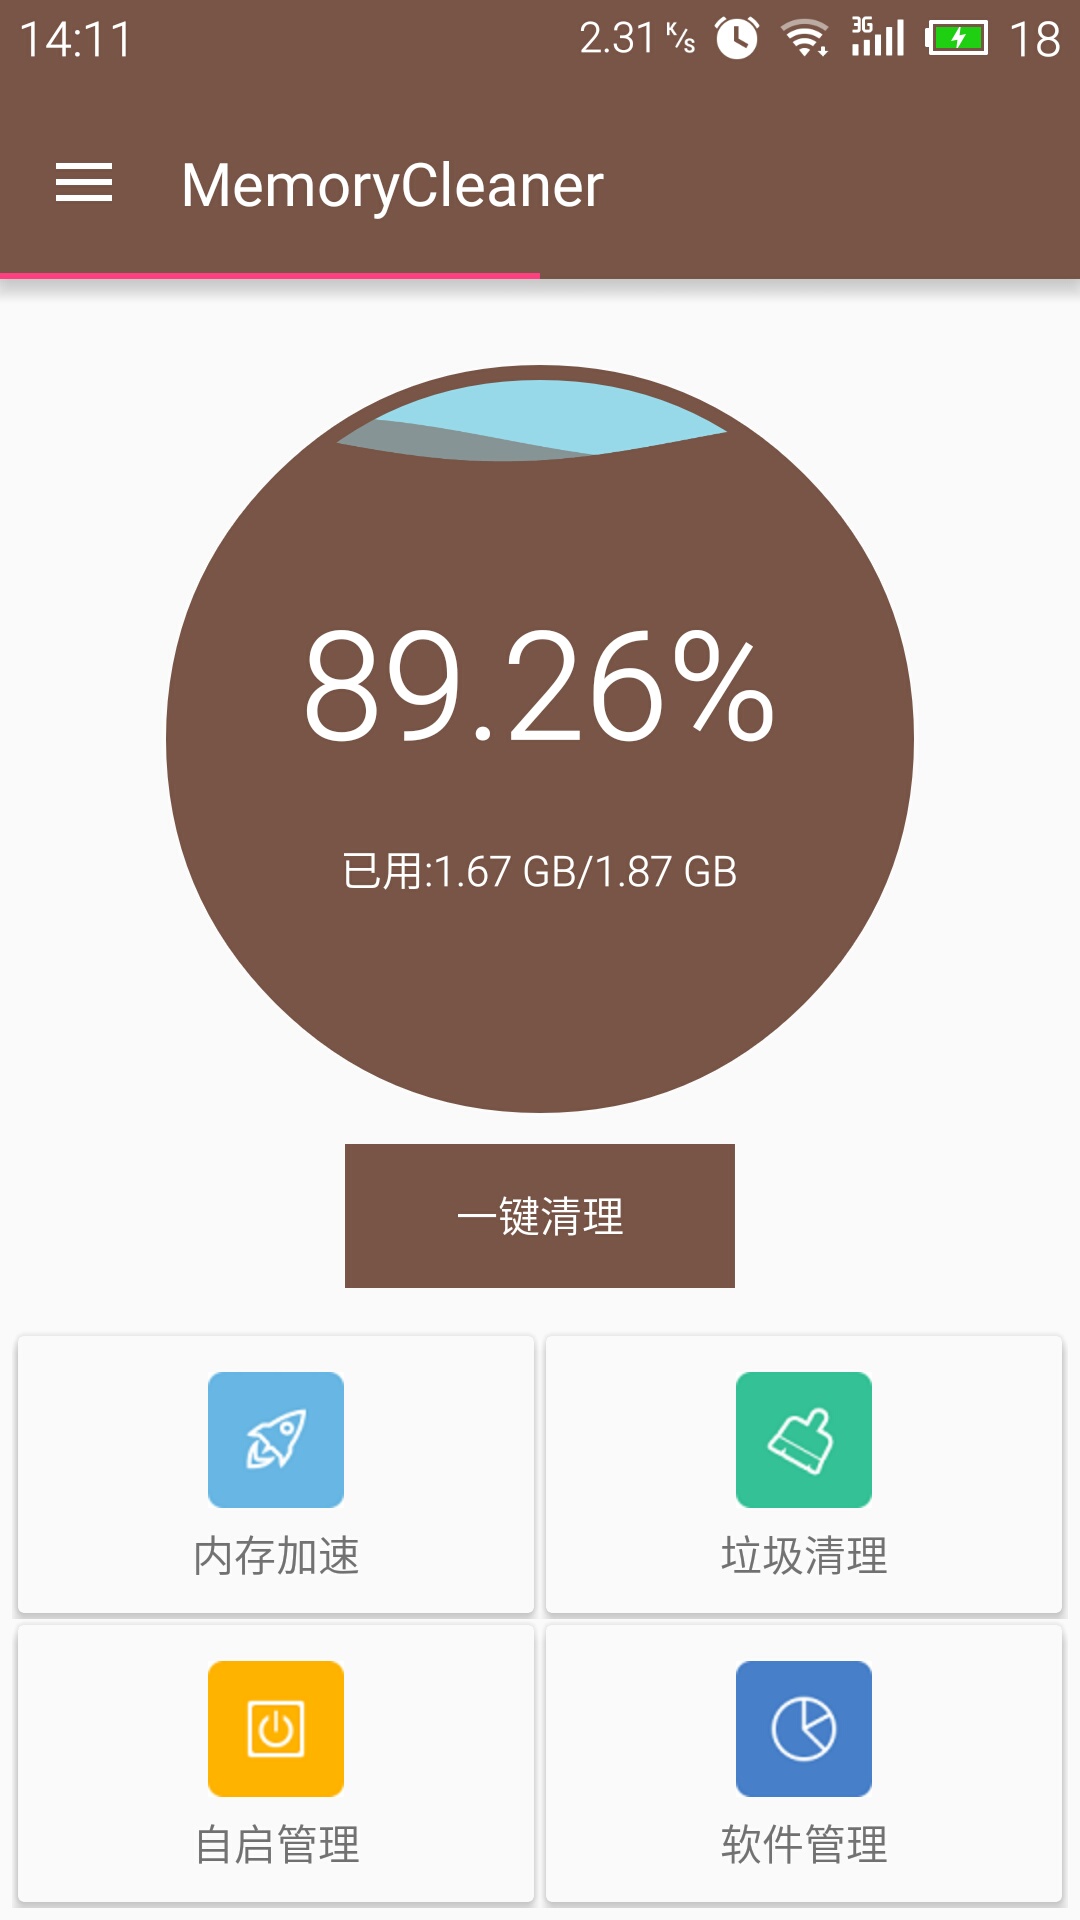 14:11 2.31 K/s 3G 18
MemoryCleaner
89.26%
已用:1.67 GB/1.87 GB
一键清理
内存加速 垃圾清理
自启管理 软件管理